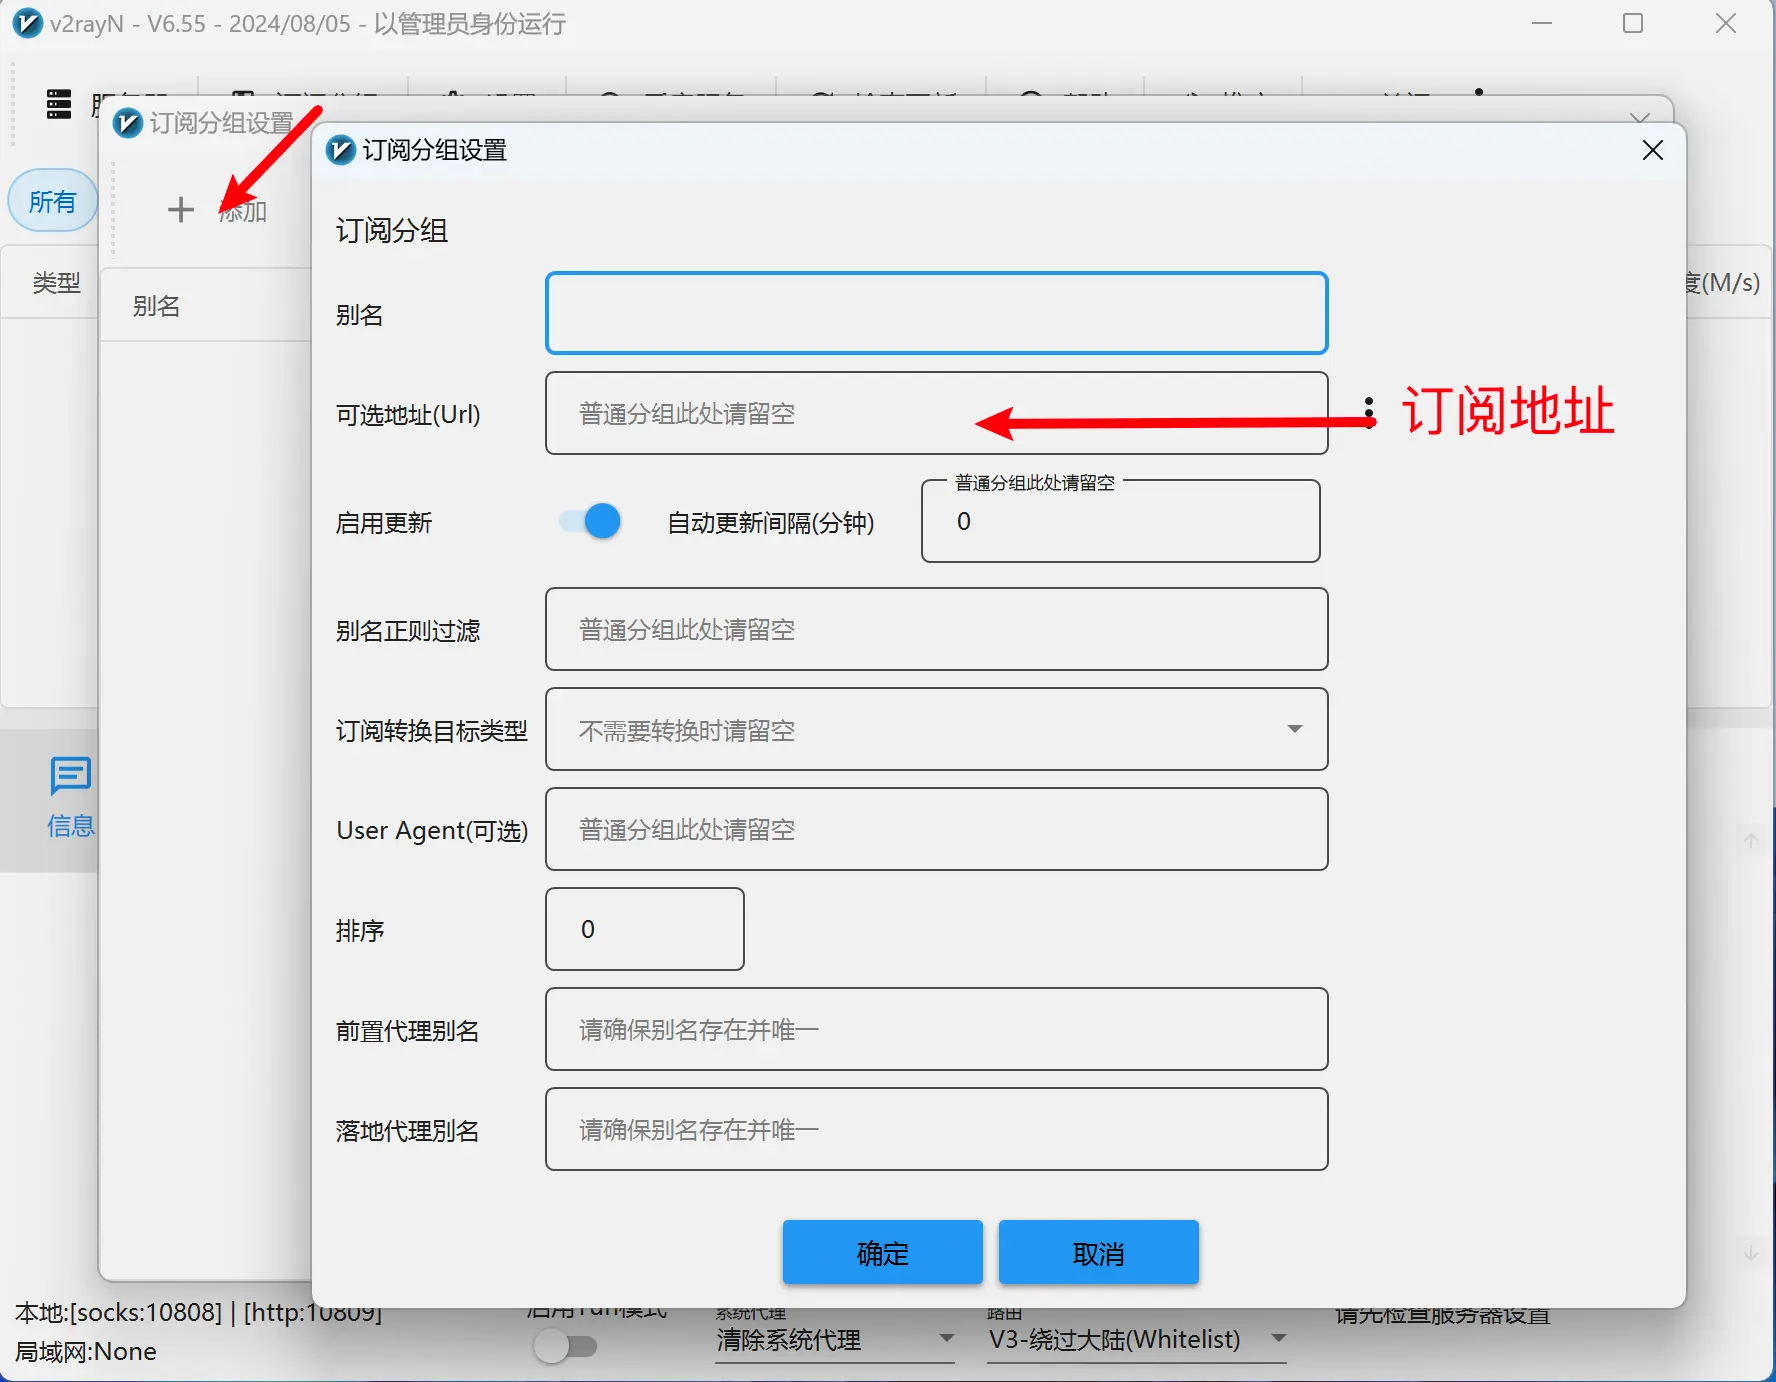 v2rayN - V6.55 - 2024/08/05 - 以管理员身份运行
订阅分组设置
订阅分组设置
所有
添加
订阅分组
类型
别名
度(M/s)
别名
可选地址(Url)
普通分组此处请留空
订阅地址
启用更新
自动更新间隔(分钟)
普通分组此处请留空
0
别名正则过滤
普通分组此处请留空
订阅转换目标类型
不需要转换时请留空
信息
User Agent(可选)
普通分组此处请留空
排序
0
前置代理别名
请确保别名存在并唯一
落地代理别名
请确保别名存在并唯一
确定
取消
本地:[socks:10808] | [http:10809]
启用Tun模式
系统代理
路由
请先检查服务器设置
清除系统代理
V3-绕过大陆(Whitelist)
局域网:None